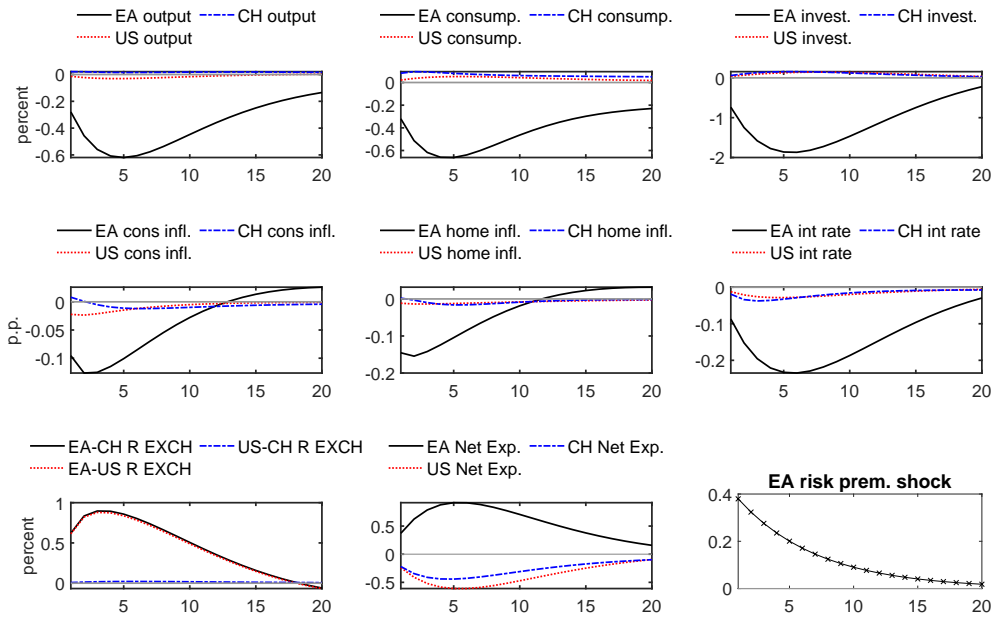 EA output CH output
US output
EA consump. CH consump.
US consump.
EA invest. CH invest.
US invest.
percent
0
-0.2
-0.4
-0.6
5 10 15 20
0
-0.2
-0.4
-0.6
5 10 15 20
0
-1
-2
5 10 15 20
EA cons infl. CH cons infl.
US cons infl.
EA home infl. CH home infl.
US home infl.
EA int rate CH int rate
US int rate
p.p.
0
-0.05
-0.1
5 10 15 20
0
-0.1
-0.2
5 10 15 20
0
-0.1
-0.2
5 10 15 20
EA-CH R EXCH US-CH R EXCH
EA-US R EXCH
EA Net Exp. CH Net Exp.
US Net Exp.
EA risk prem. shock
percent
1
0.5
0
5 10 15 20
0.5
0
-0.5
5 10 15 20
0.4
0.2
0
5 10 15 20